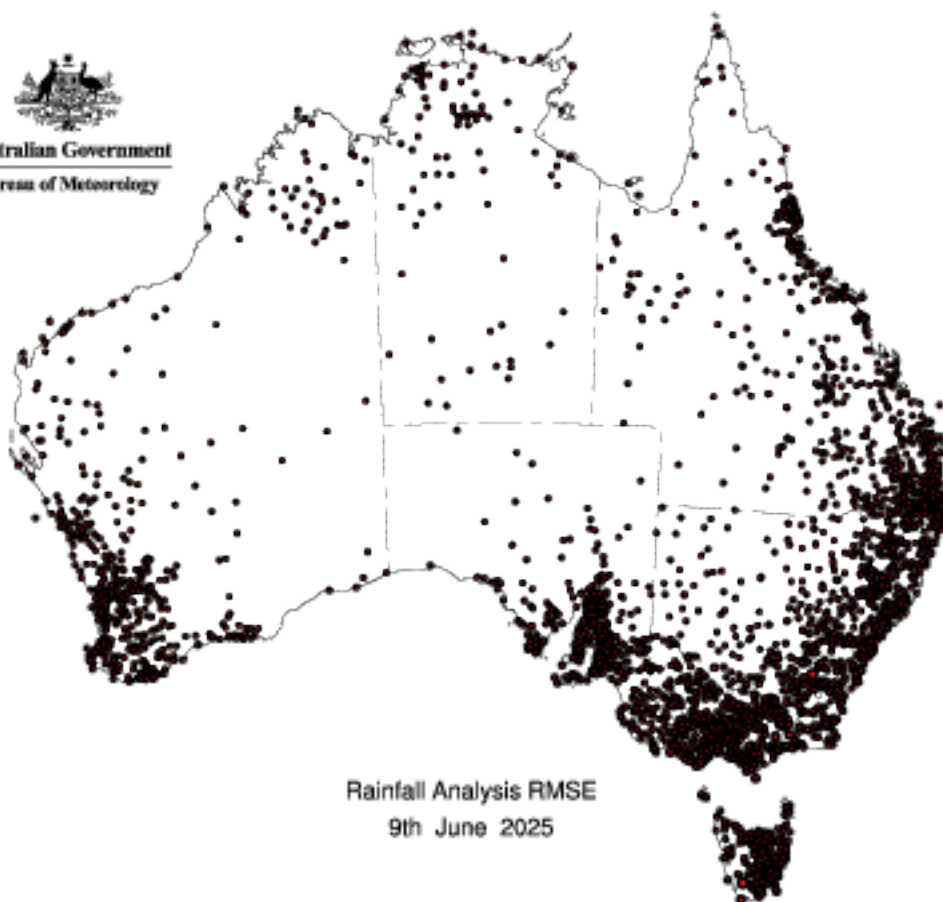 tralian Government
reau of Meteorology
Rainfall Analysis RMSE
9th June 2025